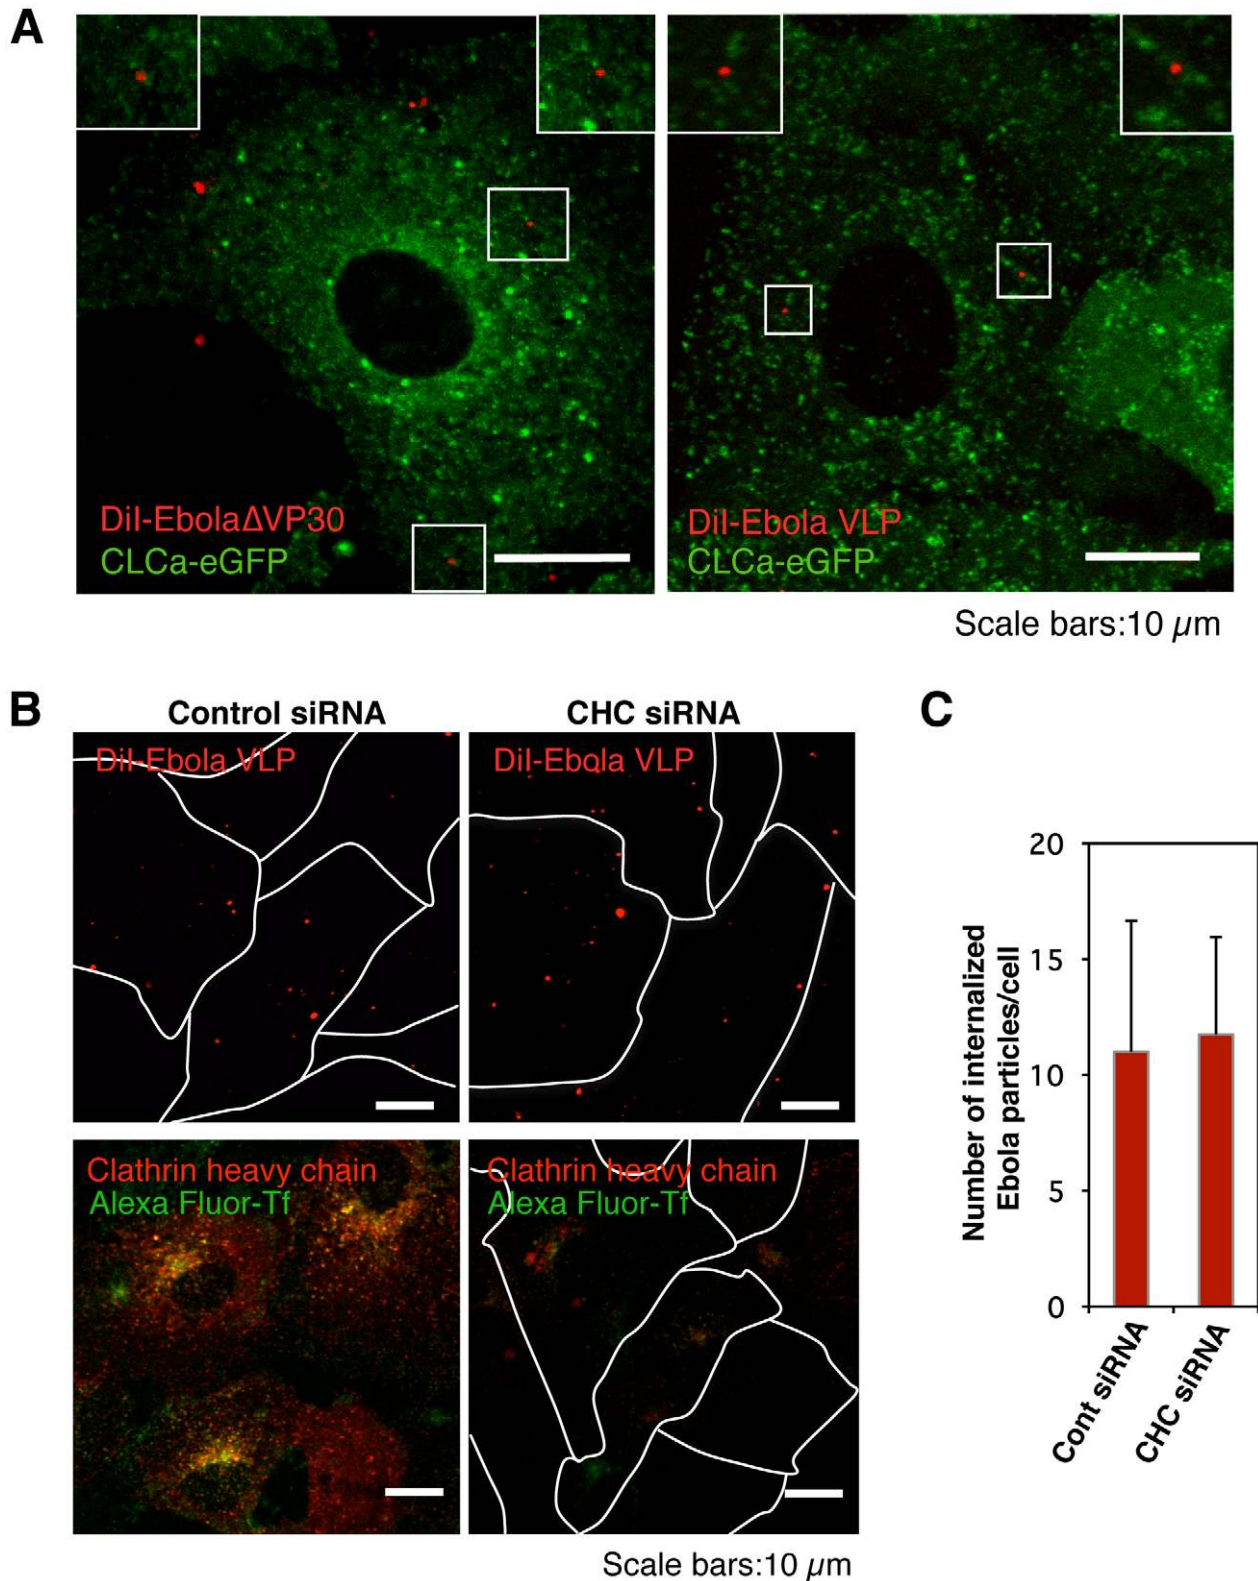 A
DiI-EbolaΔVP30
CLCa-eGFP
DiI-Ebola VLP
CLCa-eGFP
Scale bars:10 µm
B
Control siRNA
CHC siRNA
DiI-Ebola VLP
DiI-Ebola VLP
Clathrin heavy chain
Alexa Fluor-Tf
Clathrin heavy chain
Alexa Fluor-Tf
Scale bars:10 µm
C
Number of internalized
Ebola particles/cell
20
15
10
5
0
Cont siRNA
CHC siRNA